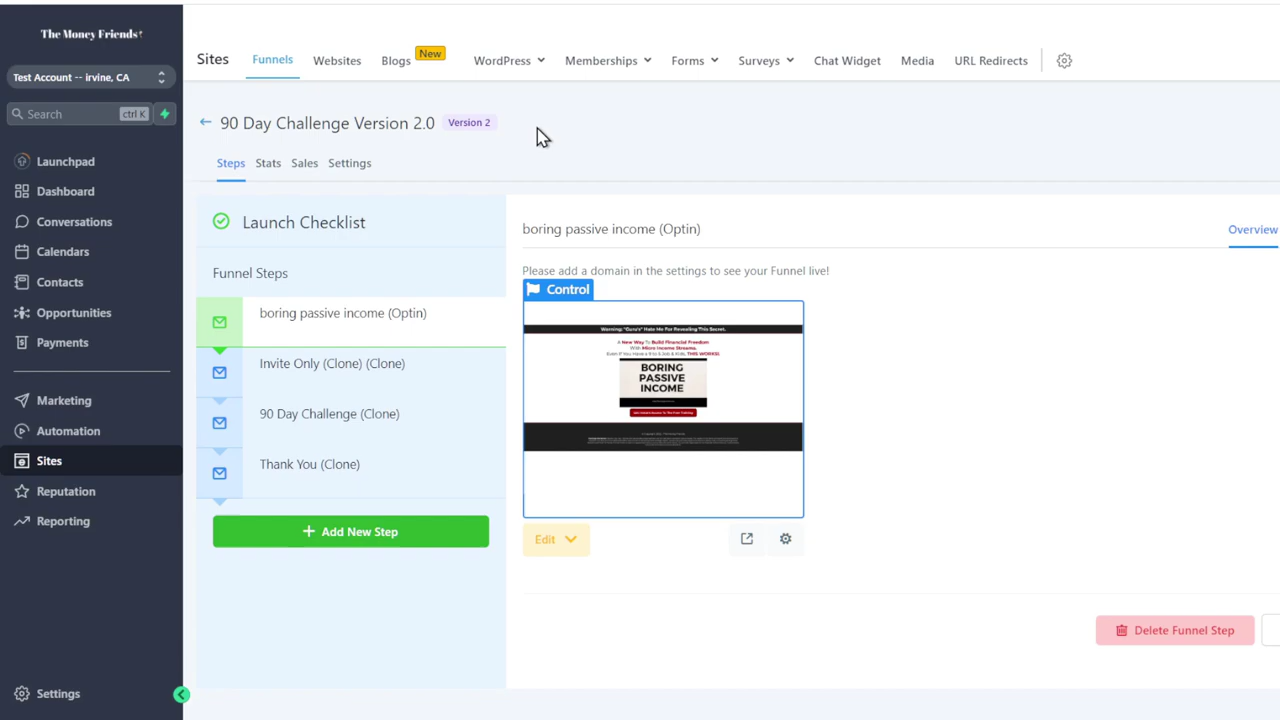 The Money Friends
Test Account -- irvine, CA
Search ctrl K
Launchpad
Dashboard
Conversations
Calendars
Contacts
Opportunities
Payments
Marketing
Automation
Sites
Reputation
Reporting
Settings
Sites Funnels Websites Blogs New WordPress Memberships Forms Surveys Chat Widget Media URL Redirects
90 Day Challenge Version 2.0 Version 2
Steps Stats Sales Settings
Launch Checklist
Funnel Steps
boring passive income (Optin)
Invite Only (Clone) (Clone)
90 Day Challenge (Clone)
Thank You (Clone)
+ Add New Step
boring passive income (Optin)
Overview
Please add a domain in the settings to see your Funnel live!
Control
Warning: "Guru's" Hate Me For Revealing This Secret.
A New Way To Build Financial Freedom
With Micro Income Streams.
Even If You Have a 9 to 5 Job & Kids, THIS WORKS!
BORING
PASSIVE
INCOME
Edit
Delete Funnel Step